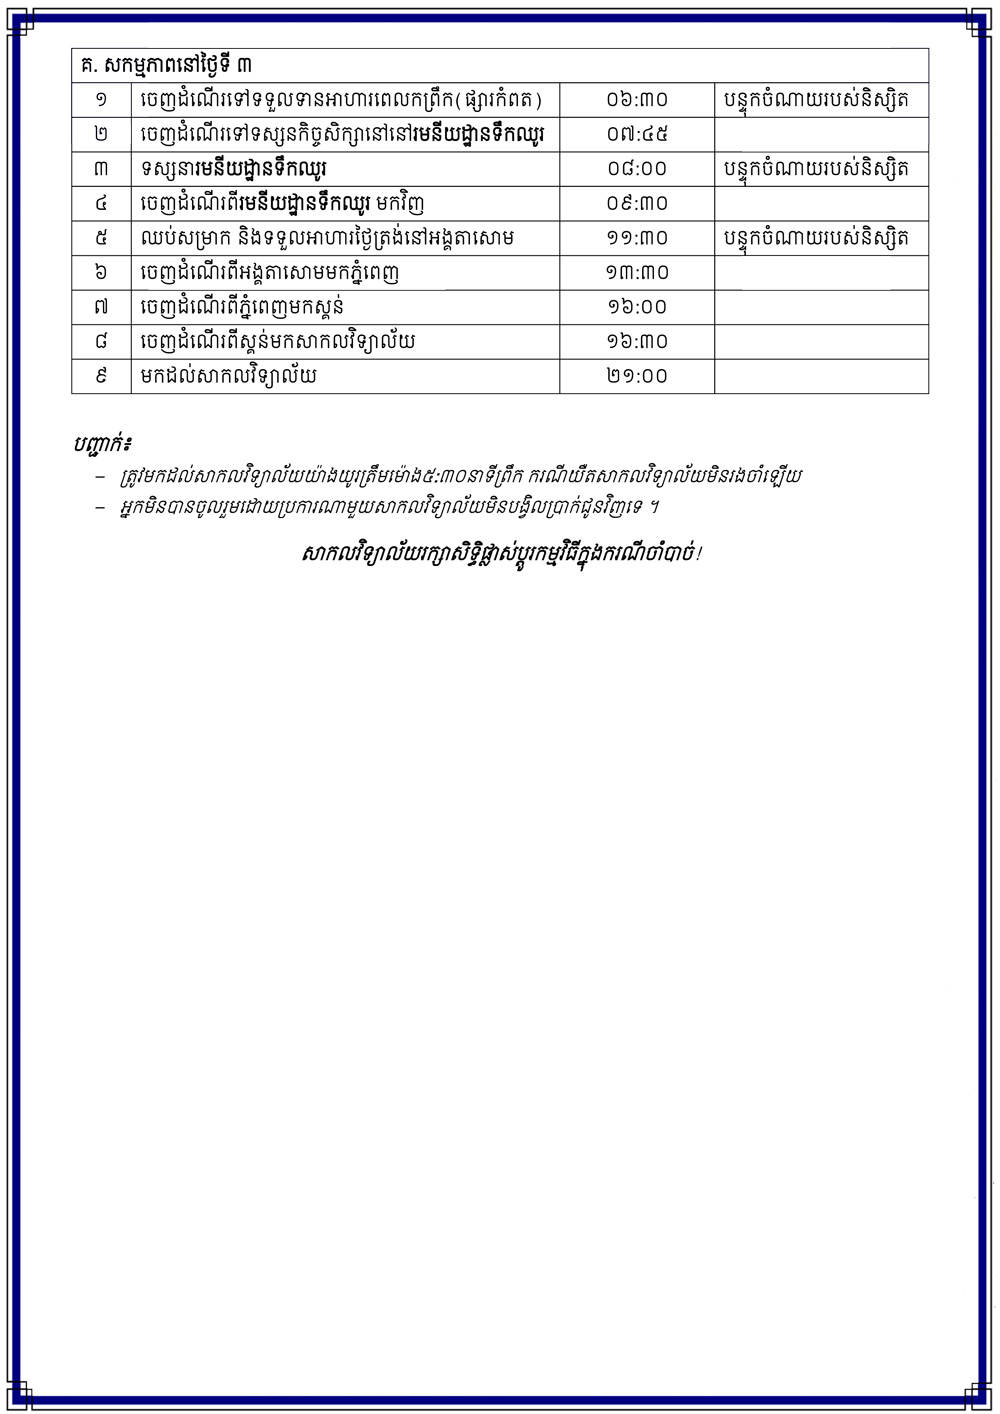 គ. សកម្មភាពនៅថ្ងៃទី ៣
១ ចេញដំណើរទៅទទួលទានអាហារពេលកព្រឹក(ផ្សារកំពត) ០៦:៣០ បន្ទុកចំណាយរបស់និស្សិត
២ ចេញដំណើរទៅទស្សនកិច្ចសិក្សានៅនៅរមនីយដ្ឋានទឹកឈូរ ០៧:៤៥
៣ ទស្សនារមនីយដ្ឋានទឹកឈូរ ០៨:០០ បន្ទុកចំណាយរបស់និស្សិត
៤ ចេញដំណើរពីរមនីយដ្ឋានទឹកឈូរ មកវិញ ០៩:៣០
៥ ឈប់សម្រាក និងទទួលអាហារថ្ងៃត្រង់នៅអង្គតាសោម ១១:៣០ បន្ទុកចំណាយរបស់និស្សិត
៦ ចេញដំណើរពីអង្គតាសោមមកភ្នំពេញ ១៣:៣០
៧ ចេញដំណើរពីភ្នំពេញមកស្គន់ ១៦:០០
៨ ចេញដំណើរពីស្គន់មកសាកលវិទ្យាល័យ ១៦:៣០
៩ មកដល់សាកលវិទ្យាល័យ ២១:០០
បញ្ជាក់៖
– ត្រូវមកដល់សាកលវិទ្យាល័យយ៉ាងយូរត្រឹមម៉ោង៥:៣០នាទីព្រឹក ករណីយឺតសាកលវិទ្យាល័យមិនរងចាំឡើយ
– អ្នកមិនបានចូលរួមដោយប្រការណាមួយសាកលវិទ្យាល័យមិនបង្វិលប្រាក់ជូនវិញទេ ។
សាកលវិទ្យាល័យរក្សាសិទ្ធិផ្លាស់ប្តូរកម្មវិធីក្នុងករណីចាំបាច់!